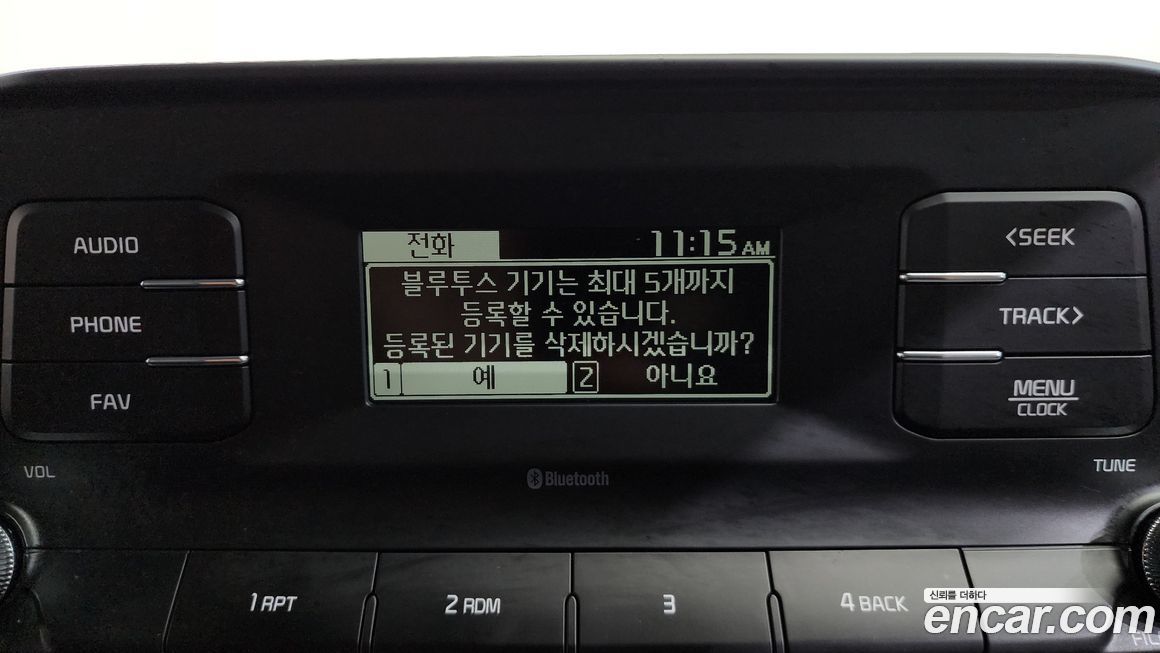 전화 11:15 AM
블루투스 기기는 최대 5개까지
등록할 수 있습니다.
등록된 기기를 삭제하시겠습니까?
1 예 2 아니요
AUDIO
PHONE
FAV
<SEEK
TRACK>
MENU
CLOCK
VOL
Bluetooth
TUNE
1 RPT
2 RDM
3
4 BACK
신뢰를 더하다
encar.com